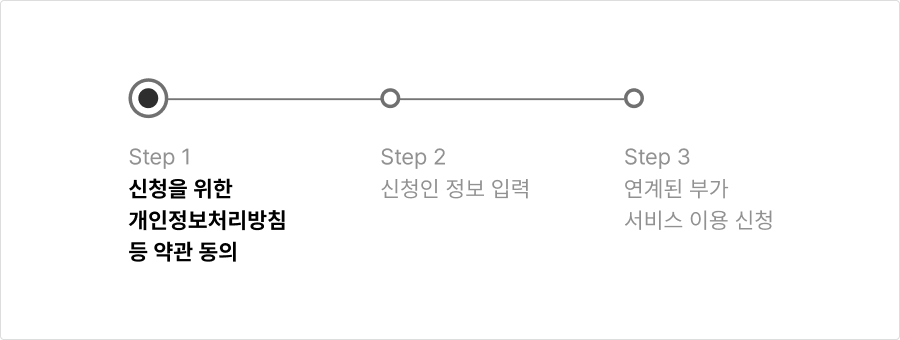 Step 1
신청을 위한
개인정보처리방침
등 약관 동의
Step 2
신청인 정보 입력
Step 3
연계된 부가
서비스 이용 신청